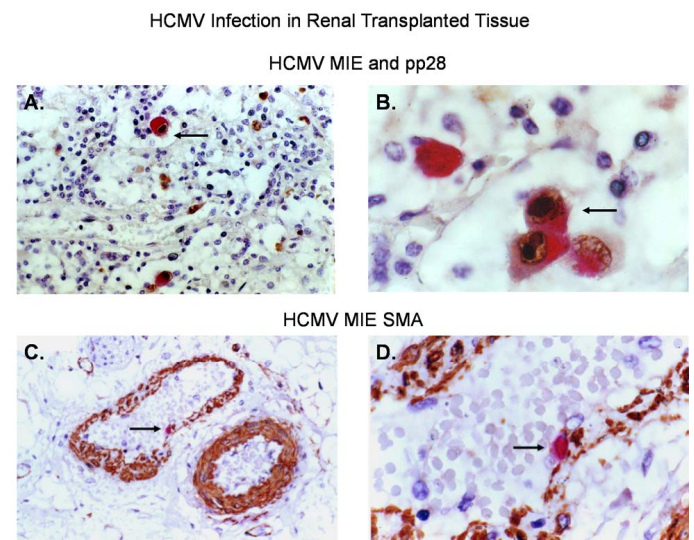 HCMV Infection in Renal Transplanted Tissue
HCMV MIE and pp28
A.
B.
HCMV MIE SMA
C.
D.